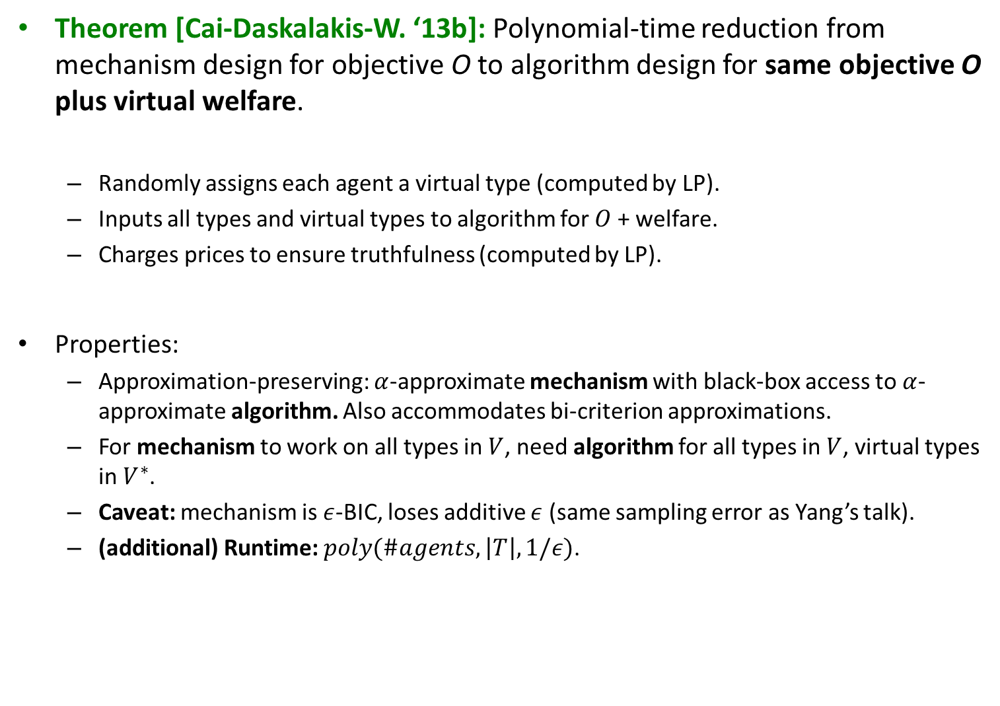 • Theorem [Cai-Daskalakis-W. ‘13b]: Polynomial-time reduction from
mechanism design for objective O to algorithm design for same objective O
plus virtual welfare.
– Randomly assigns each agent a virtual type (computed by LP).
– Inputs all types and virtual types to algorithm for 𝑂 + welfare.
– Charges prices to ensure truthfulness (computed by LP).
• Properties:
– Approximation-preserving: 𝛼-approximate mechanism with black-box access to 𝛼-
approximate algorithm. Also accommodates bi-criterion approximations.
– For mechanism to work on all types in 𝑉, need algorithm for all types in 𝑉, virtual types
in 𝑉*.
– Caveat: mechanism is 𝜖-BIC, loses additive 𝜖 (same sampling error as Yang’s talk).
– (additional) Runtime: 𝑝𝑜𝑙𝑦(#𝑎𝑔𝑒𝑛𝑡𝑠, |𝑇|, 1/𝜖).